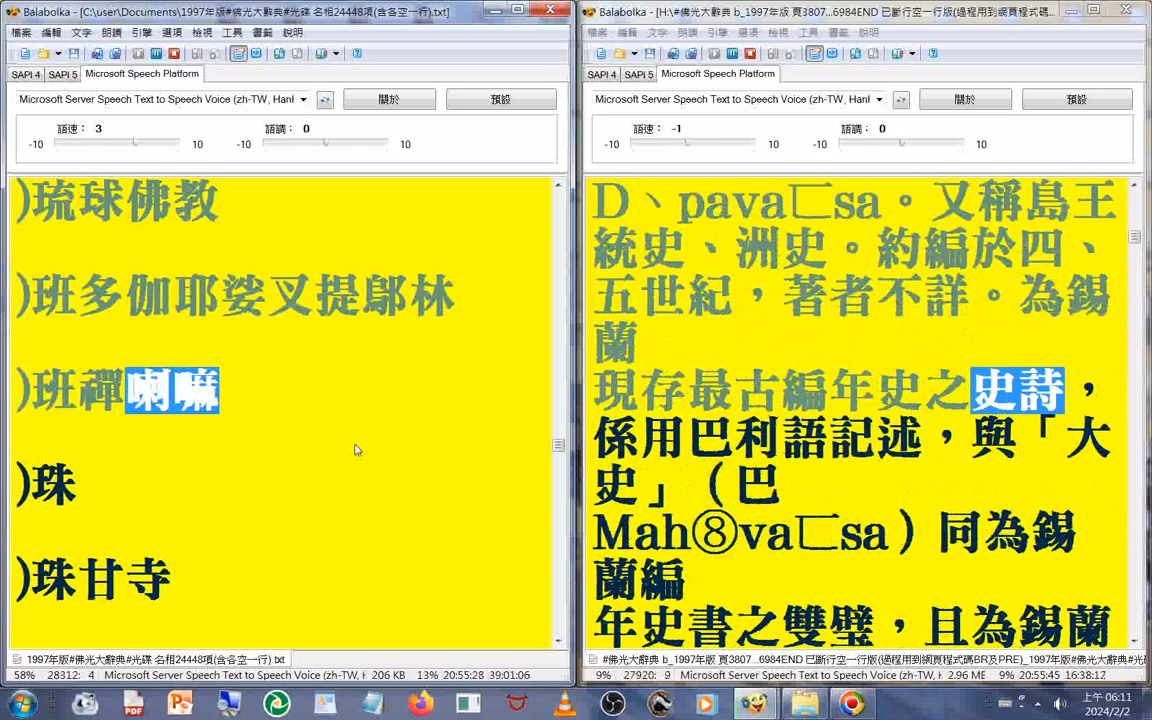 Balabolka - [C:\user\Documents\1997年版#佛光大辭典#光碟 名相24448項(含各空一行).txt]
檔案 編輯 文字 朗讀 引擎 選項 檢視 工具 書籤 說明
SAPI 4 SAPI 5 Microsoft Speech Platform
Microsoft Server Speech Text to Speech Voice (zh-TW, HanI
關於
預設
語速： 3
語調： 0
-10 10 -10 10
)琉球佛教
)班多伽耶娑叉提鄔林
)班禪喇嘛
)珠
)珠甘寺
1997年版#佛光大辭典#光碟 名相24448項(含各空一行).txt
58% 28312: 4 Microsoft Server Speech Text to Speech Voice (zh-TW, H 206 KB 13% 20:55:28 39:01:06
Balabolka - [H:\#佛光大辭典 b_1997年版 頁3807...6984END 已斷行空一行版(過程用到網頁程式碼...
檔案 編輯 文字 朗讀 引擎 選項 檢視 工具 書籤 說明
SAPI 4 SAPI 5 Microsoft Speech Platform
Microsoft Server Speech Text to Speech Voice (zh-TW, HanI
關於
預設
語速： -1
語調： 0
-10 10 -10 10
D、pava匚sa。又稱島王
統史、洲史。約編於四、
五世紀，著者不詳。為錫
蘭
現存最古編年史之史詩，
係用巴利語記述，與「大
史」（巴
Mah⑧va匚sa）同為錫
蘭編
年史書之雙璧，且為錫蘭
#佛光大辭典 b_1997年版 頁3807...6984END 已斷行空一行版(過程用到網頁程式碼BR及PRE)_1997年版#佛光
9% 27920: 9 Microsoft Server Speech Text to Speech Voice (zh-TW, H 2.96 ME 9% 20:55:45 16:38:12
上午 06:11
2024/2/2